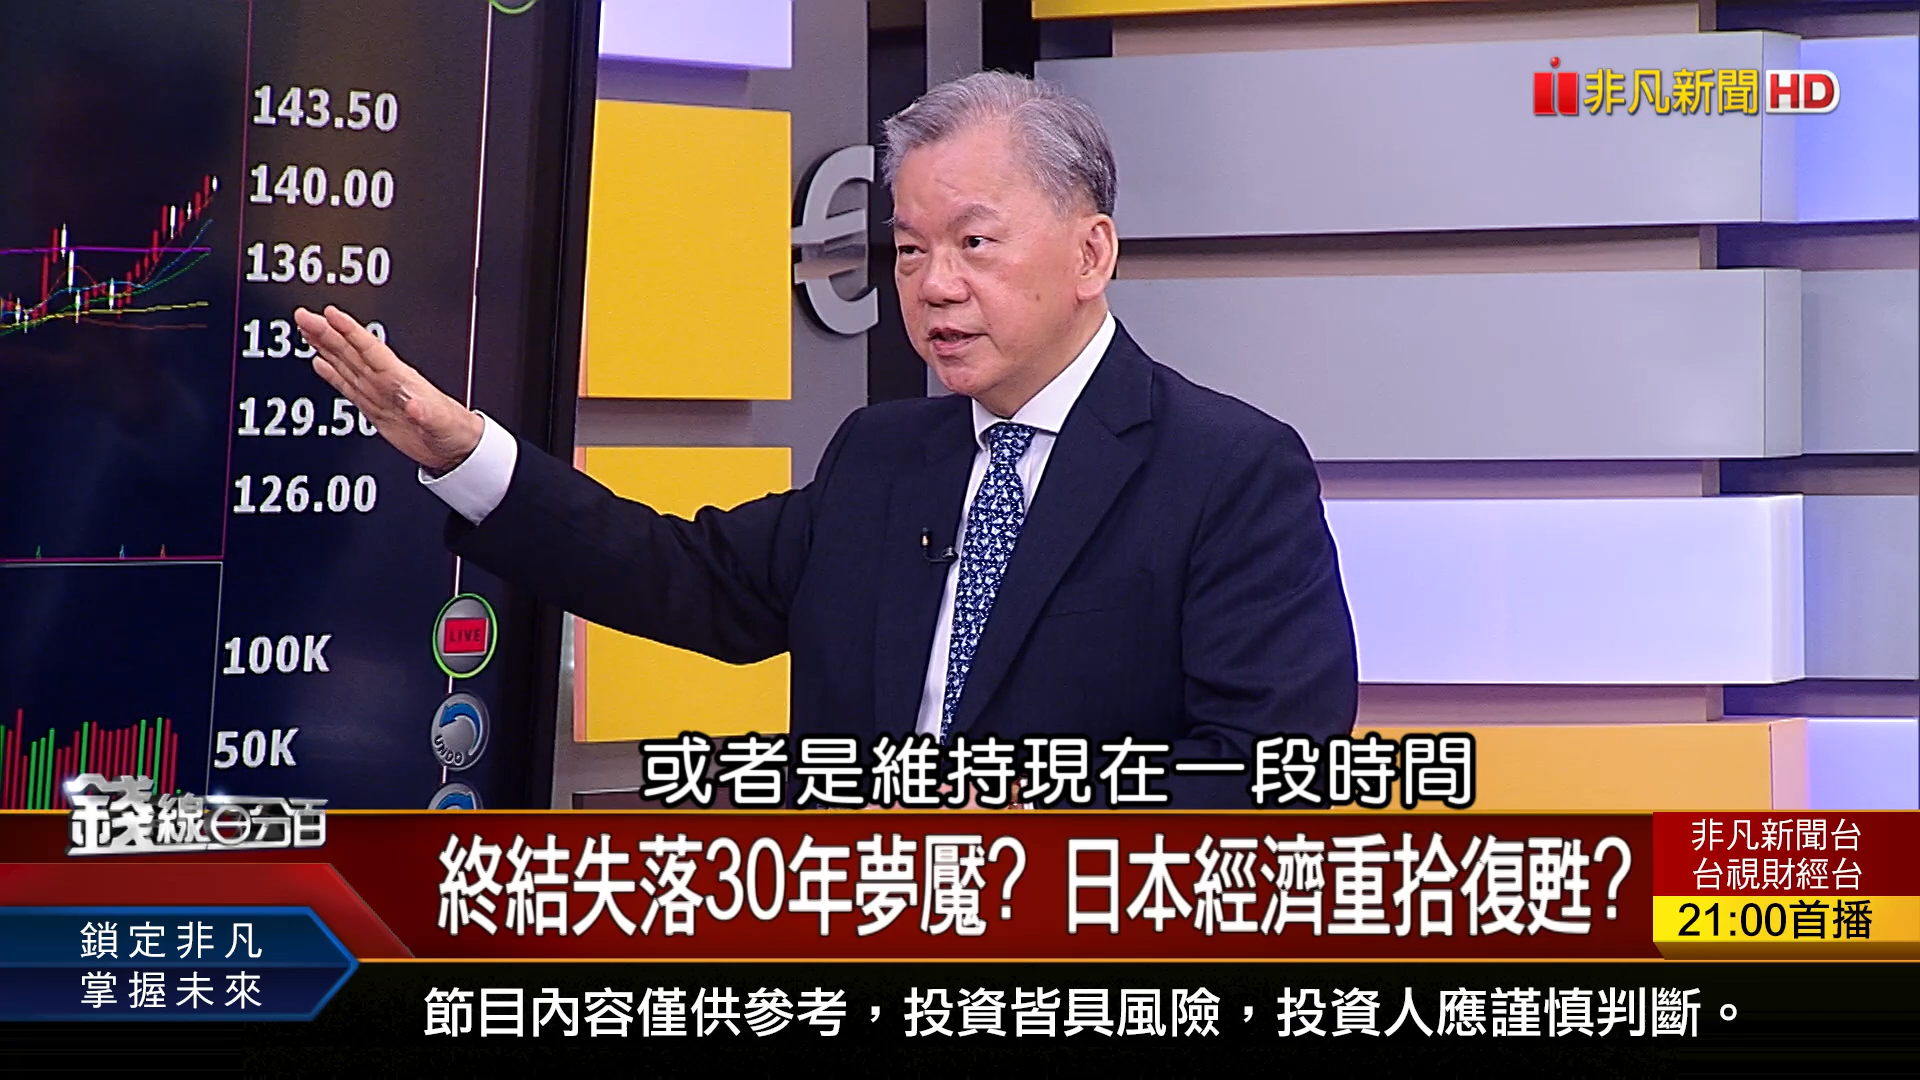 非凡新聞HD
143.50
140.00
136.50
129.50
126.00
100K
LIVE
50K
UNDO
或者是維持現在一段時間
錢線百分百
終結失落30年夢魘? 日本經濟重拾復甦?
非凡新聞台
台視財經台
21:00首播
鎖定非凡
掌握未來
節目內容僅供參考，投資皆具風險，投資人應謹慎判斷。